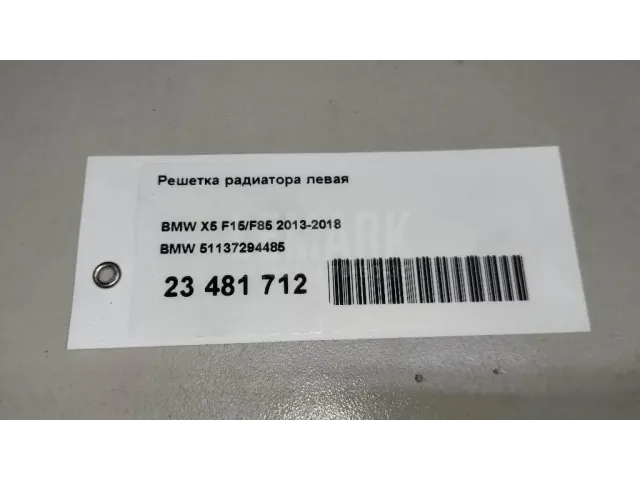 Решетка радиатора левая
BMW X5 F15/F85 2013-2018
BMW 51137294485
23 481 712